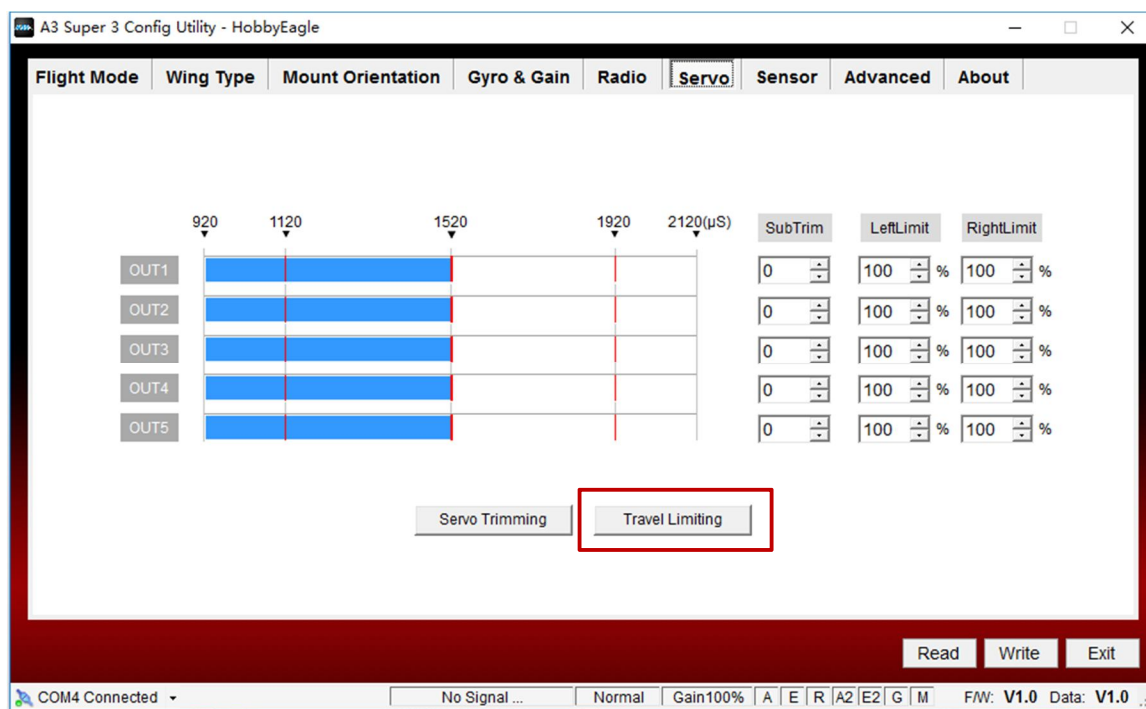 A3 Super 3 Config Utility - HobbyEagle
Flight Mode Wing Type Mount Orientation Gyro & Gain Radio Servo Sensor Advanced About
920 1120 1520 1920 2120(µS) SubTrim LeftLimit RightLimit
OUT1 0 100 % 100 %
OUT2 0 100 % 100 %
OUT3 0 100 % 100 %
OUT4 0 100 % 100 %
OUT5 0 100 % 100 %
Servo Trimming Travel Limiting
Read Write Exit
COM4 Connected No Signal ... Normal Gain100% A E R A2 E2 G M F/W: V1.0 Data: V1.0